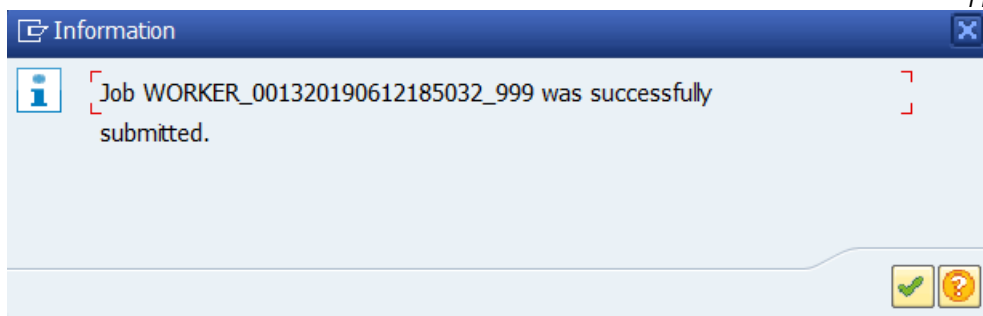 Information
Job WORKER_001320190612185032_999 was successfully
submitted.